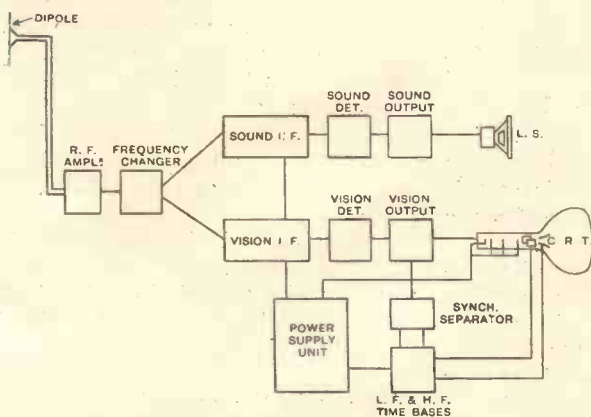 DIPOLE
SOUND
DET.
SOUND
OUTPUT
SOUND I.F.
L. S.
R. F.
AMPL.
FREQUENCY
CHANGER
VISION
DET.
VISION
OUTPUT
VISION I.F.
C. R. T.
POWER
SUPPLY
UNIT
SYNCH.
SEPARATOR
L. F. & H. F.
TIME BASES